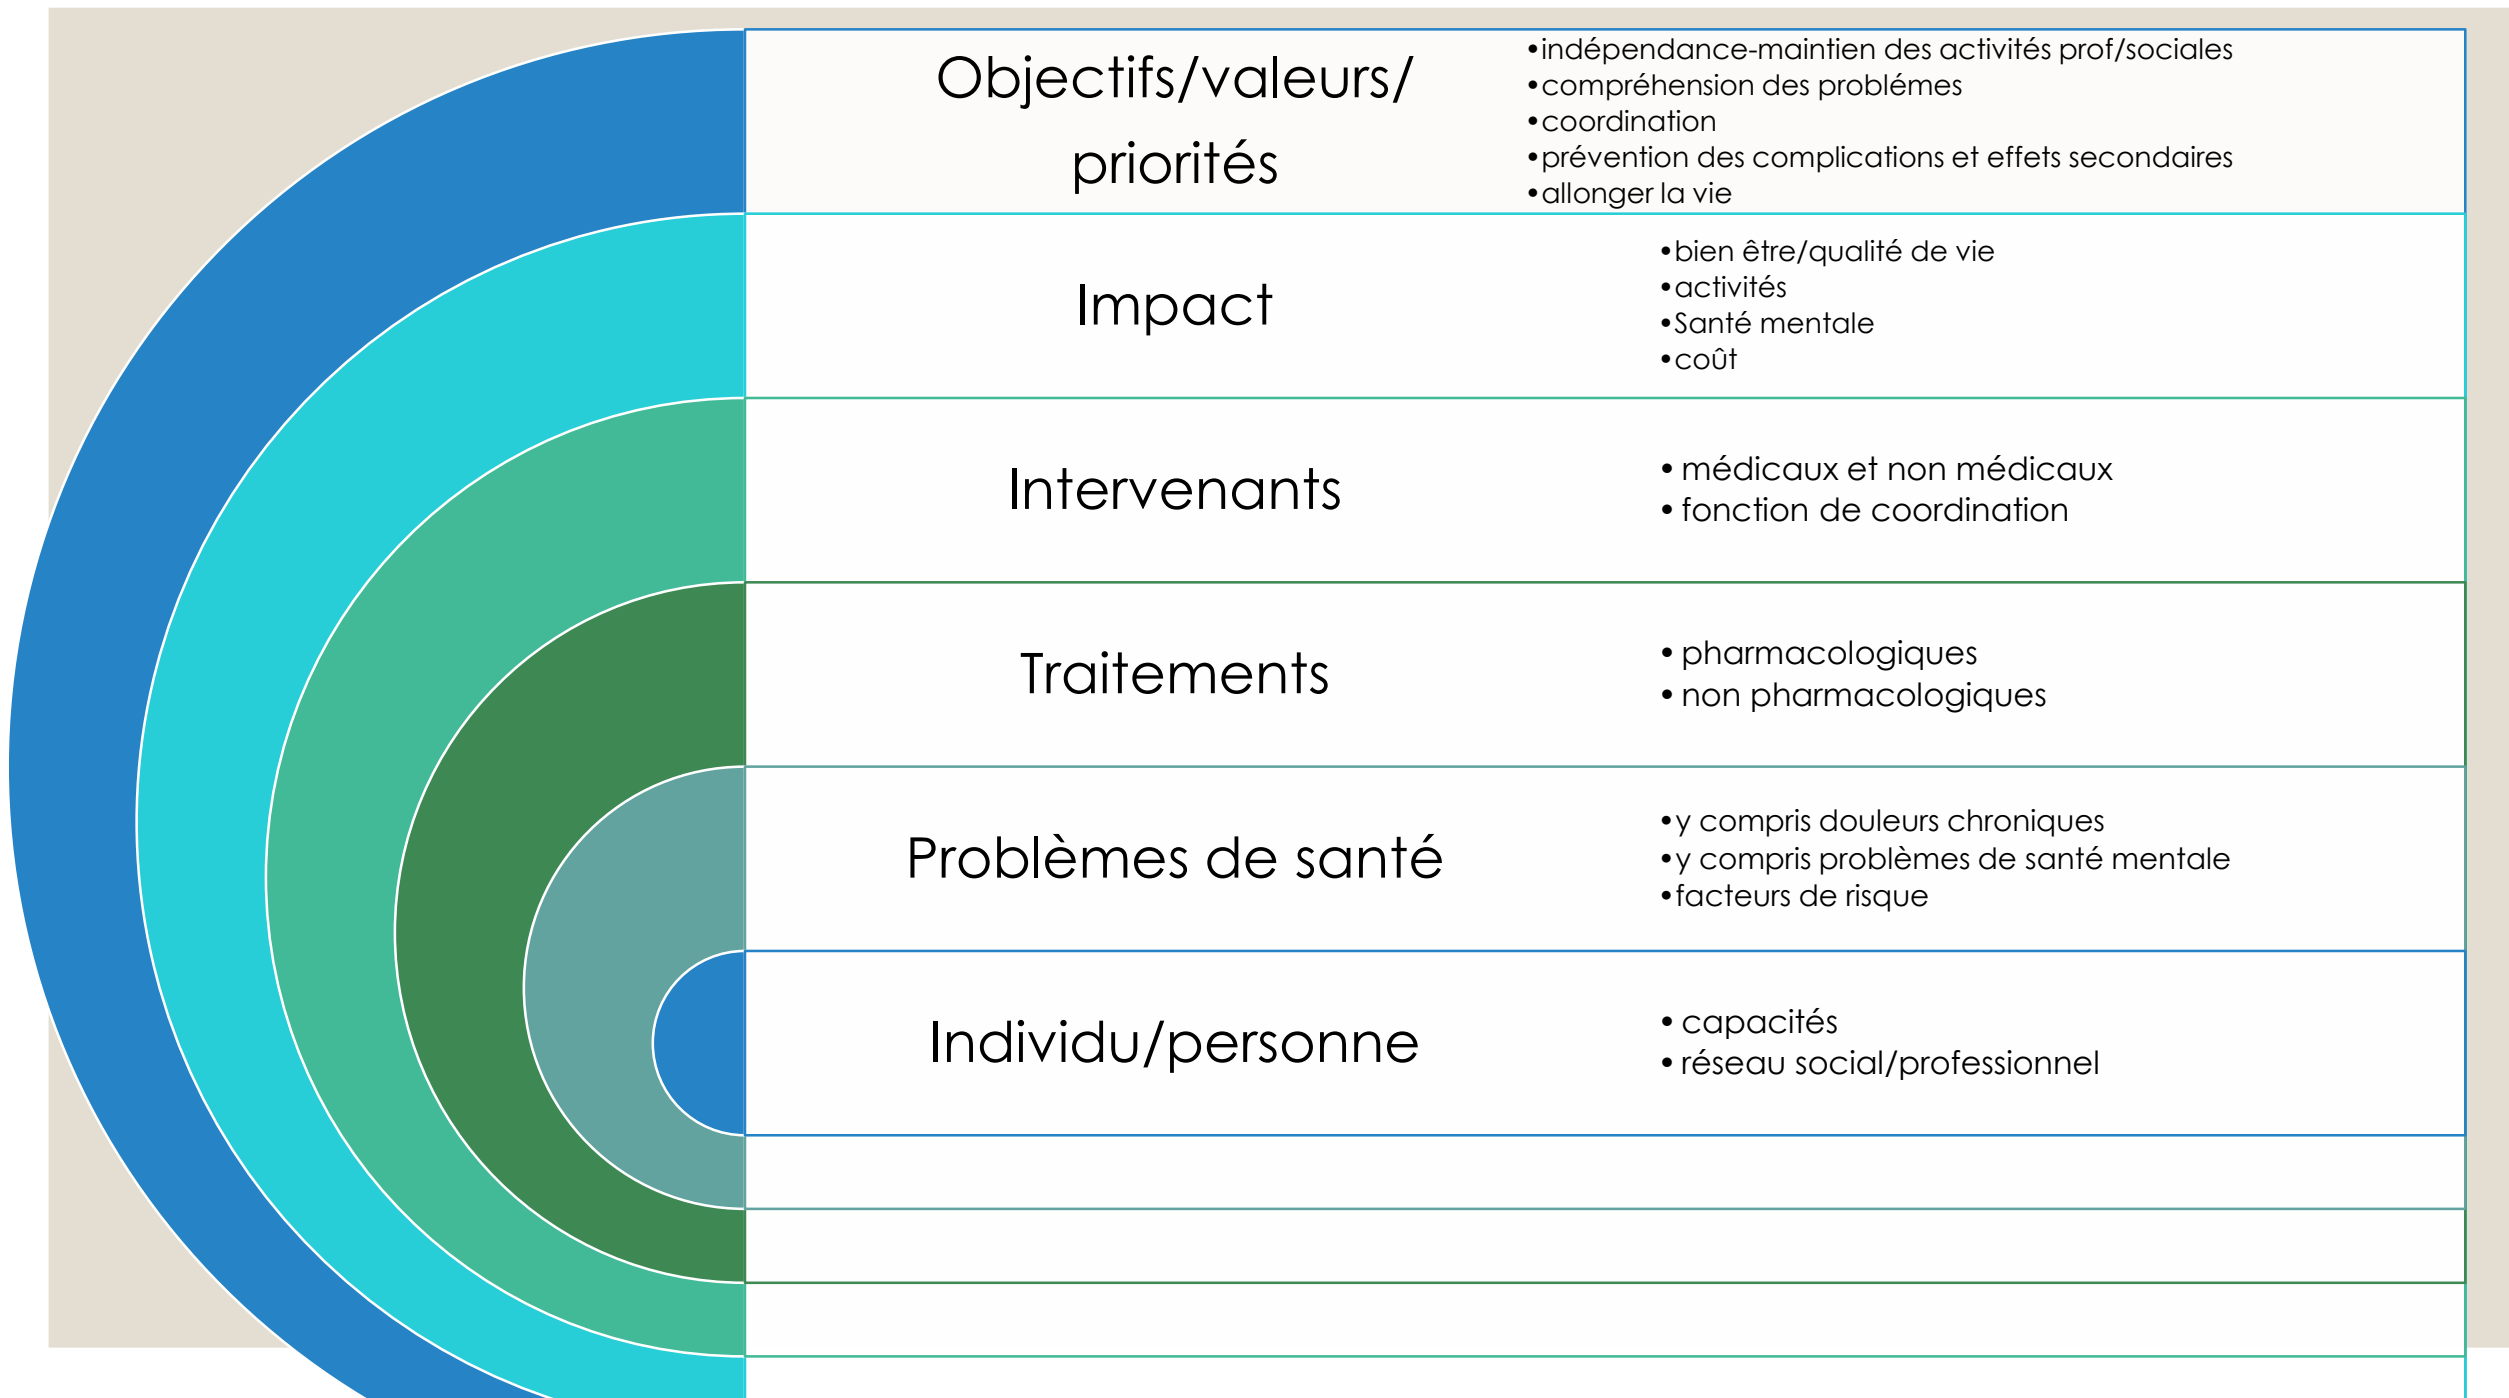 Objectifs/valeurs/
priorités
•indépendance-maintien des activités prof/sociales
•compréhension des problémes
•coordination
•prévention des complications et effets secondaires
•allonger la vie
Impact
•bien être/qualité de vie
•activités
•Santé mentale
•coût
Intervenants
• médicaux et non médicaux
• fonction de coordination
Traitements
• pharmacologiques
• non pharmacologiques
Problèmes de santé
•y compris douleurs chroniques
•y compris problèmes de santé mentale
•facteurs de risque
Individu/personne
• capacités
• réseau social/professionnel